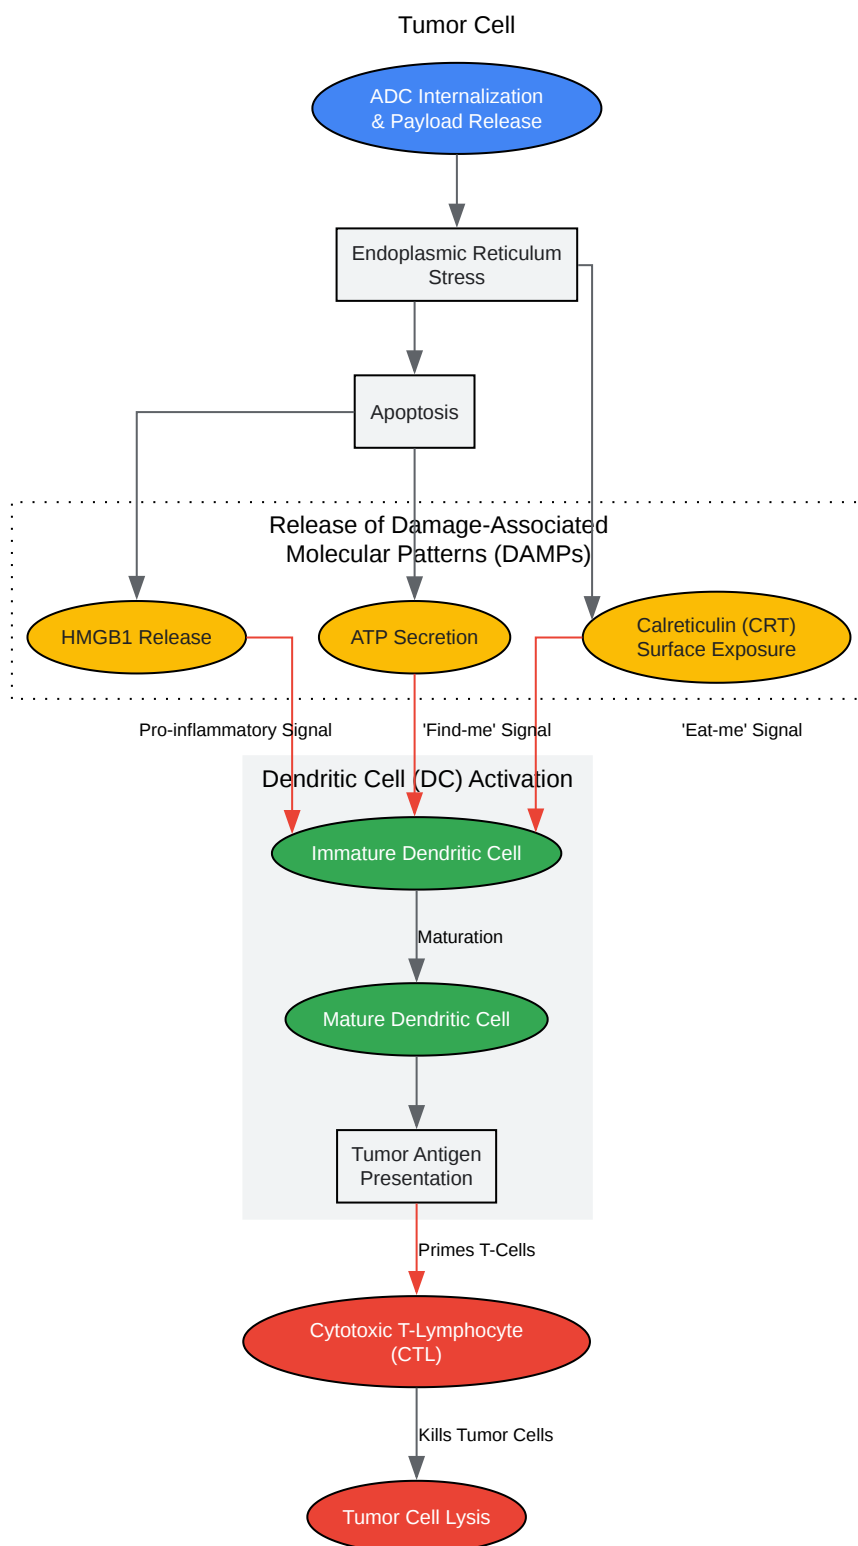 Tumor Cell
ADC Internalization
& Payload Release
Endoplasmic Reticulum
Stress
Apoptosis
Release of Damage-Associated
Molecular Patterns (DAMPs)
HMGB1 Release
ATP Secretion
Calreticulin (CRT)
Surface Exposure
Pro-inflammatory Signal
'Find-me' Signal
'Eat-me' Signal
Dendritic Cell (DC) Activation
Immature Dendritic Cell
Maturation
Mature Dendritic Cell
Tumor Antigen
Presentation
Primes T-Cells
Cytotoxic T-Lymphocyte
(CTL)
Kills Tumor Cells
Tumor Cell Lysis